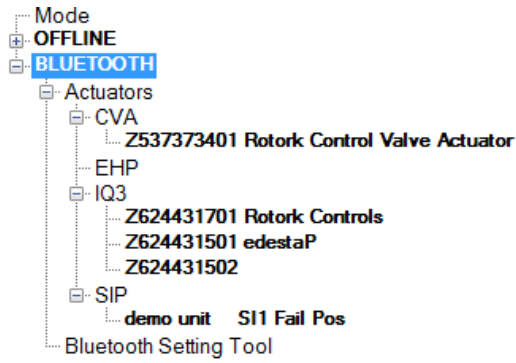 Mode
OFFLINE
BLUETOOTH
Actuators
CVA
Z537373401 Rotork Control Valve Actuator
EHP
IQ3
Z624431701 Rotork Controls
Z624431501 edestaP
Z624431502
SIP
demo unit SI1 Fail Pos
Bluetooth Setting Tool